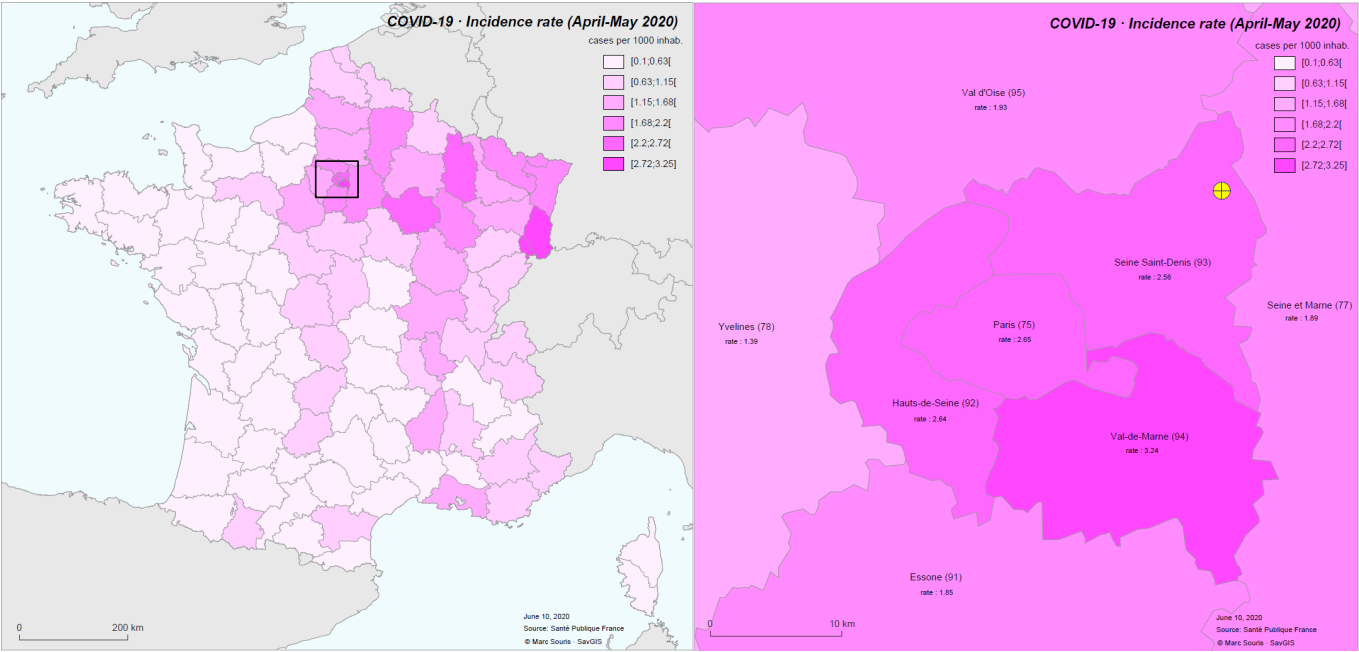 COVID-19 · Incidence rate (April-May 2020)
cases per 1000 inhab.
[0.1;0.63[
[0.63;1.15[
[1.15;1.68[
[1.68;2.2[
[2.2;2.72[
[2.72;3.25]
0 200 km
June 10, 2020
Source: Santé Publique France
© Marc Souris - SavGIS
COVID-19 · Incidence rate (April-May 2020)
cases per 1000 inhab.
[0.1;0.63[
[0.63;1.15[
[1.15;1.68[
[1.68;2.2[
[2.2;2.72[
[2.72;3.25]
Val d'Oise (95)
rate : 1.93
Seine Saint-Denis (93)
rate : 2.56
Seine et Marne (77)
rate : 1.89
Yvelines (78)
rate : 1.39
Paris (75)
rate : 2.65
Hauts-de-Seine (92)
rate : 2.64
Val-de-Marne (94)
rate : 3.24
Essone (91)
rate : 1.85
0 10 km
June 10, 2020
Source: Santé Publique France
© Marc Souris - SavGIS